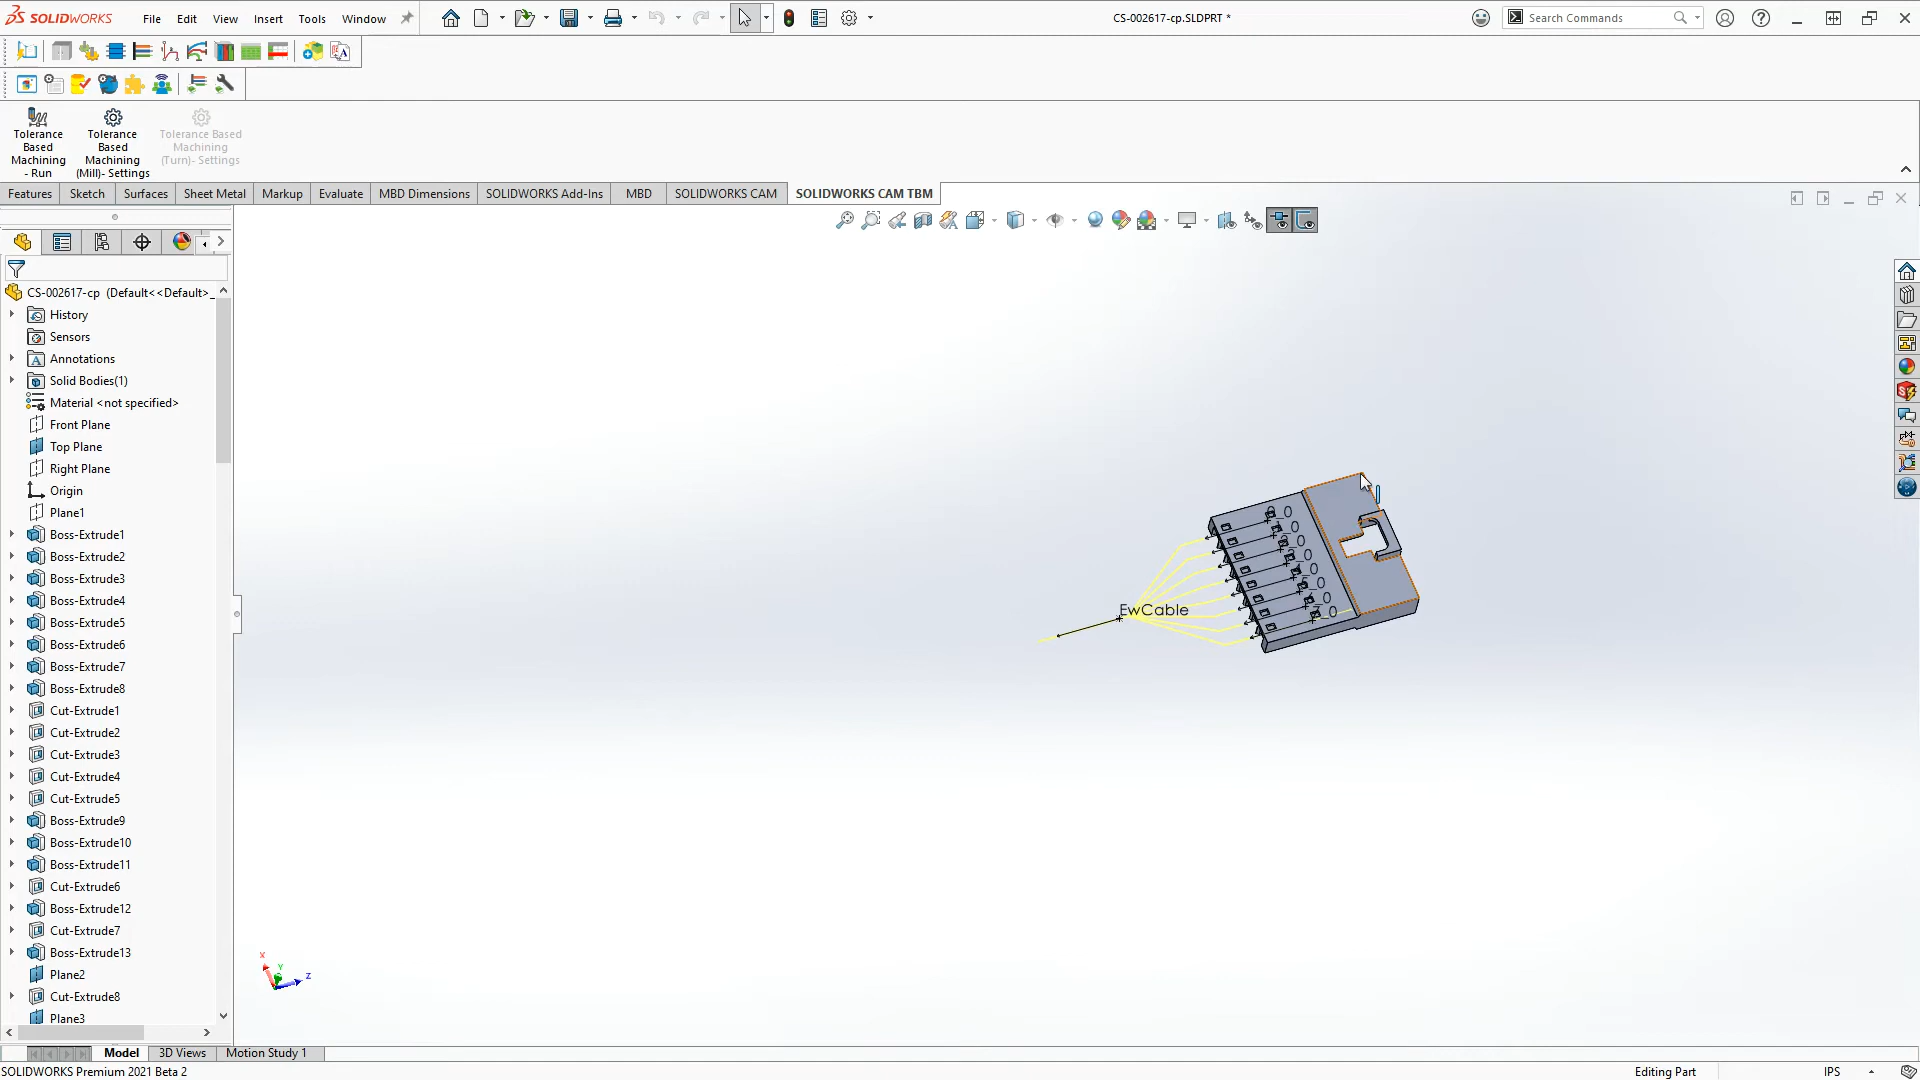 SOLIDWORKS File Edit View Insert Tools Window CS-002617-cp.SLDPRT * Search Commands
Tolerance Based Machining - Run
Tolerance Based Machining (Mill)- Settings
Tolerance Based Machining (Turn)- Settings
Features Sketch Surfaces Sheet Metal Markup Evaluate MBD Dimensions SOLIDWORKS Add-Ins MBD SOLIDWORKS CAM SOLIDWORKS CAM TBM
CS-002617-cp (Default<<Default>_
History
Sensors
Annotations
Solid Bodies(1)
Material <not specified>
Front Plane
Top Plane
Right Plane
Origin
Plane1
Boss-Extrude1
Boss-Extrude2
Boss-Extrude3
Boss-Extrude4
Boss-Extrude5
Boss-Extrude6
Boss-Extrude7
Boss-Extrude8
Cut-Extrude1
Cut-Extrude2
Cut-Extrude3
Cut-Extrude4
Cut-Extrude5
Boss-Extrude9
Boss-Extrude10
Boss-Extrude11
Cut-Extrude6
Boss-Extrude12
Cut-Extrude7
Boss-Extrude13
Plane2
Cut-Extrude8
Plane3
EwCable
X Y Z
Model 3D Views Motion Study 1
SOLIDWORKS Premium 2021 Beta 2 Editing Part IPS